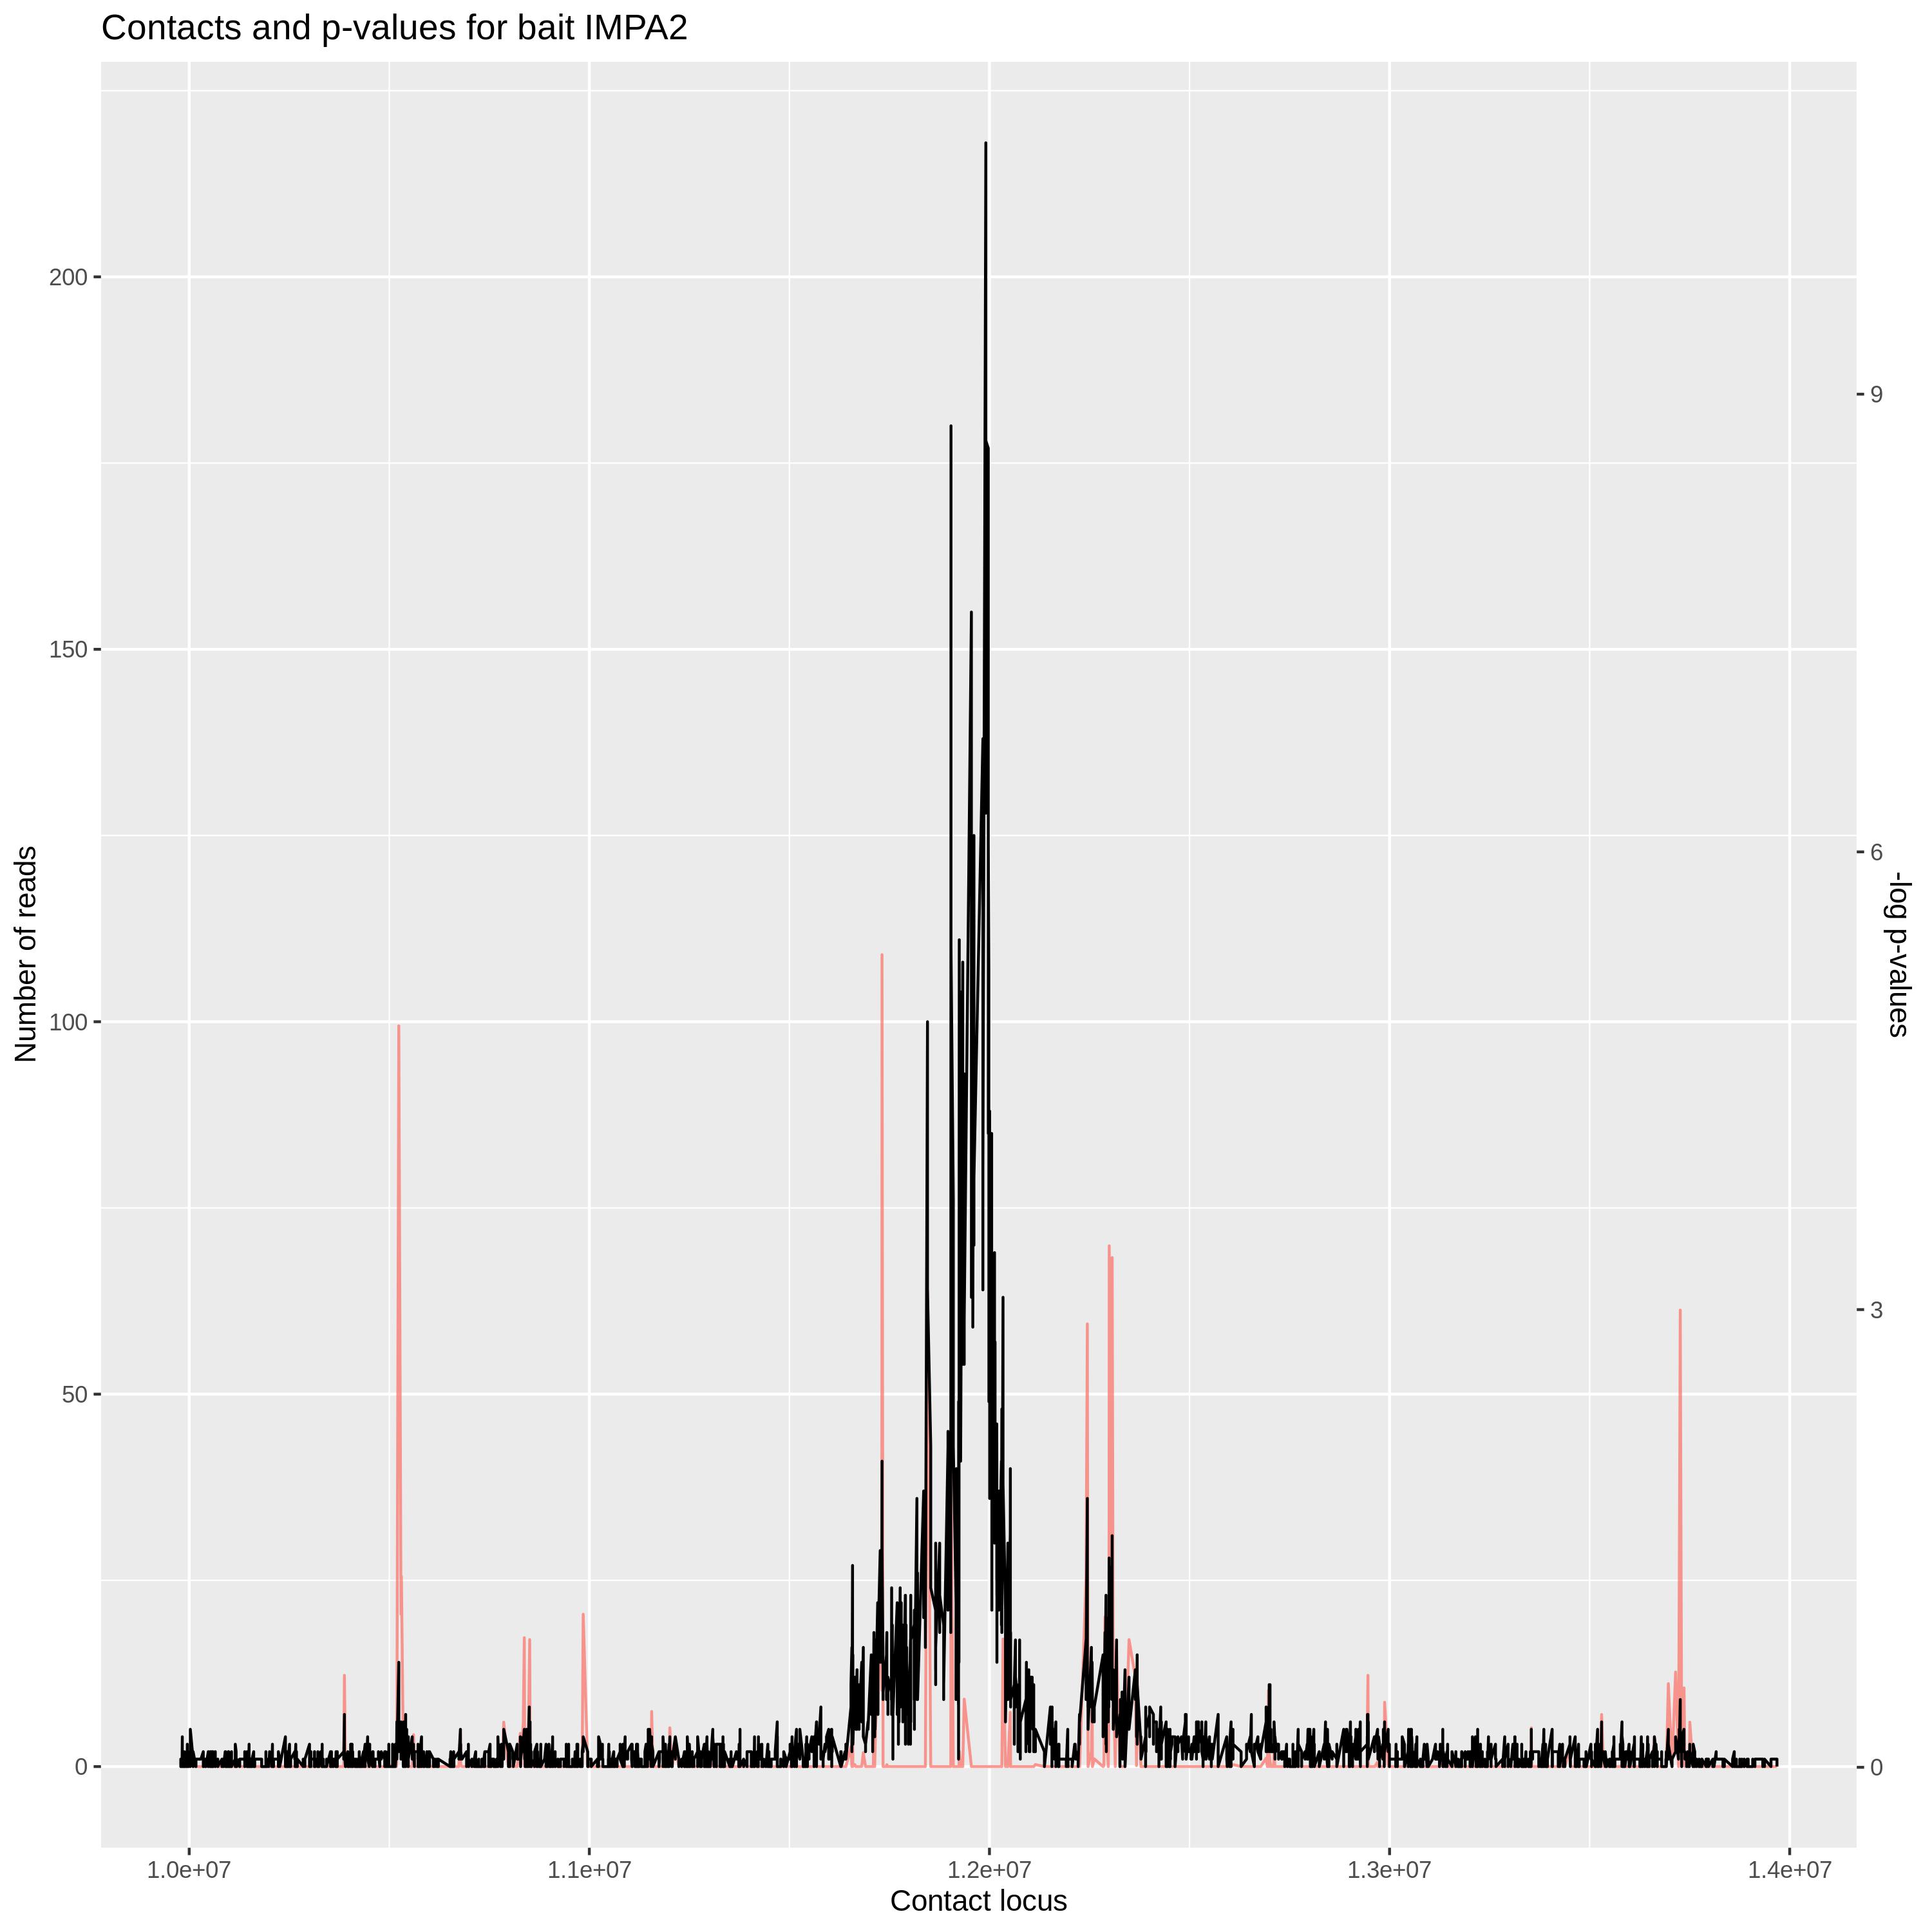 Contacts and p-values for bait IMPA2
200
150
100
50
0
9
6
3
0
Number of reads
-log p-values
1.0e+07 1.1e+07 1.2e+07 1.3e+07 1.4e+07
Contact locus